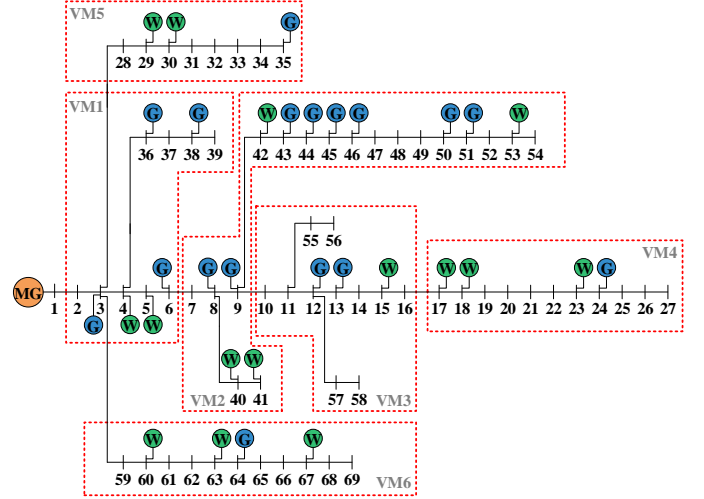 VM5
W W G
28 29 30 31 32 33 34 35
VM1
G G
36 37 38 39
W G G G G G G W
42 43 44 45 46 47 48 49 50 51 52 53 54
55 56
VM4
MG
G G G G G W W W W G
1 2 3 4 5 6 7 8 9 10 11 12 13 14 15 16 17 18 19 20 21 22 23 24 25 26 27
G W W
W W
VM2 40 41
57 58 VM3
W W G W
59 60 61 62 63 64 65 66 67 68 69
VM6